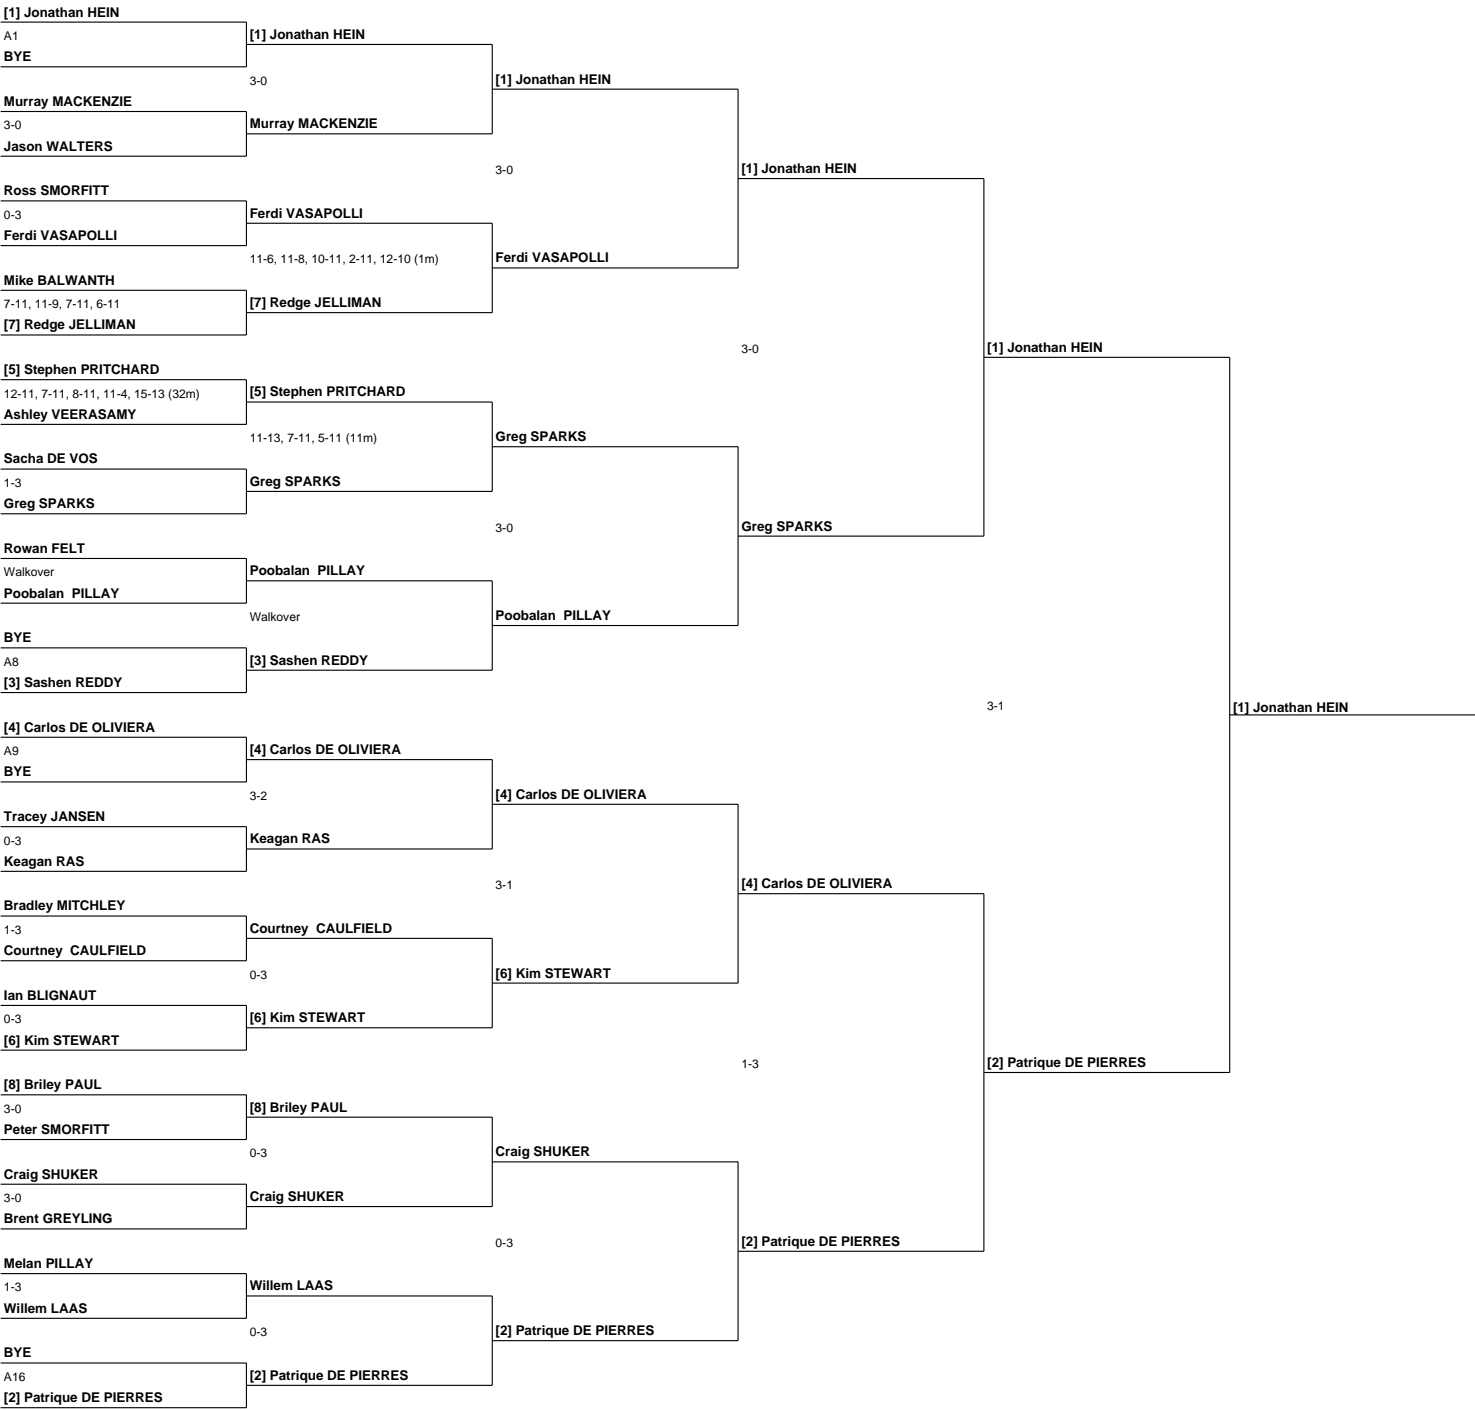 [1] Jonathan HEIN
A1
[1] Jonathan HEIN
BYE
3-0
[1] Jonathan HEIN
Murray MACKENZIE
3-0
Murray MACKENZIE
Jason WALTERS
3-0
[1] Jonathan HEIN
Ross SMORFITT
0-3
Ferdi VASAPOLLI
Ferdi VASAPOLLI
11-6, 11-8, 10-11, 2-11, 12-10 (1m)
Ferdi VASAPOLLI
Mike BALWANTH
7-11, 11-9, 7-11, 6-11
[7] Redge JELLIMAN
[7] Redge JELLIMAN
3-0
[1] Jonathan HEIN
[5] Stephen PRITCHARD
12-11, 7-11, 8-11, 11-4, 15-13 (32m)
[5] Stephen PRITCHARD
Ashley VEERASAMY
11-13, 7-11, 5-11 (11m)
Greg SPARKS
Sacha DE VOS
1-3
Greg SPARKS
Greg SPARKS
3-0
Greg SPARKS
Rowan FELT
Walkover
Poobalan  PILLAY
Poobalan  PILLAY
Walkover
Poobalan  PILLAY
BYE
A8
[3] Sashen REDDY
[3] Sashen REDDY
3-1
[1] Jonathan HEIN
[4] Carlos DE OLIVIERA
A9
[4] Carlos DE OLIVIERA
BYE
3-2
[4] Carlos DE OLIVIERA
Tracey JANSEN
0-3
Keagan RAS
Keagan RAS
3-1
[4] Carlos DE OLIVIERA
Bradley MITCHLEY
1-3
Courtney  CAULFIELD
Courtney  CAULFIELD
0-3
[6] Kim STEWART
Ian BLIGNAUT
0-3
[6] Kim STEWART
[6] Kim STEWART
1-3
[2] Patrique DE PIERRES
[8] Briley PAUL
3-0
[8] Briley PAUL
Peter SMORFITT
0-3
Craig SHUKER
Craig SHUKER
3-0
Craig SHUKER
Brent GREYLING
0-3
[2] Patrique DE PIERRES
Melan PILLAY
1-3
Willem LAAS
Willem LAAS
0-3
[2] Patrique DE PIERRES
BYE
A16
[2] Patrique DE PIERRES
[2] Patrique DE PIERRES